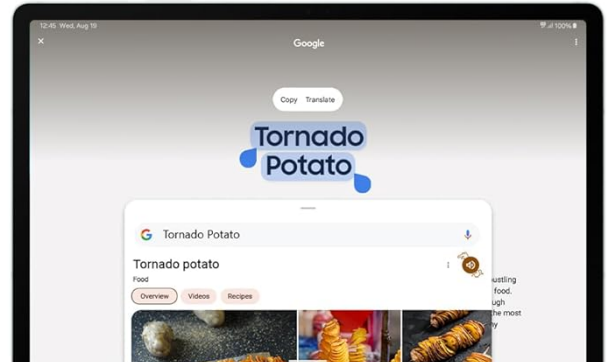 12:45 Wed, Aug 19
100%
Google
Copy Translate
Tornado
Potato
G Tornado Potato
Tornado potato
Food
Overview Videos Recipes
ustling
food.
ugh
the most
ny